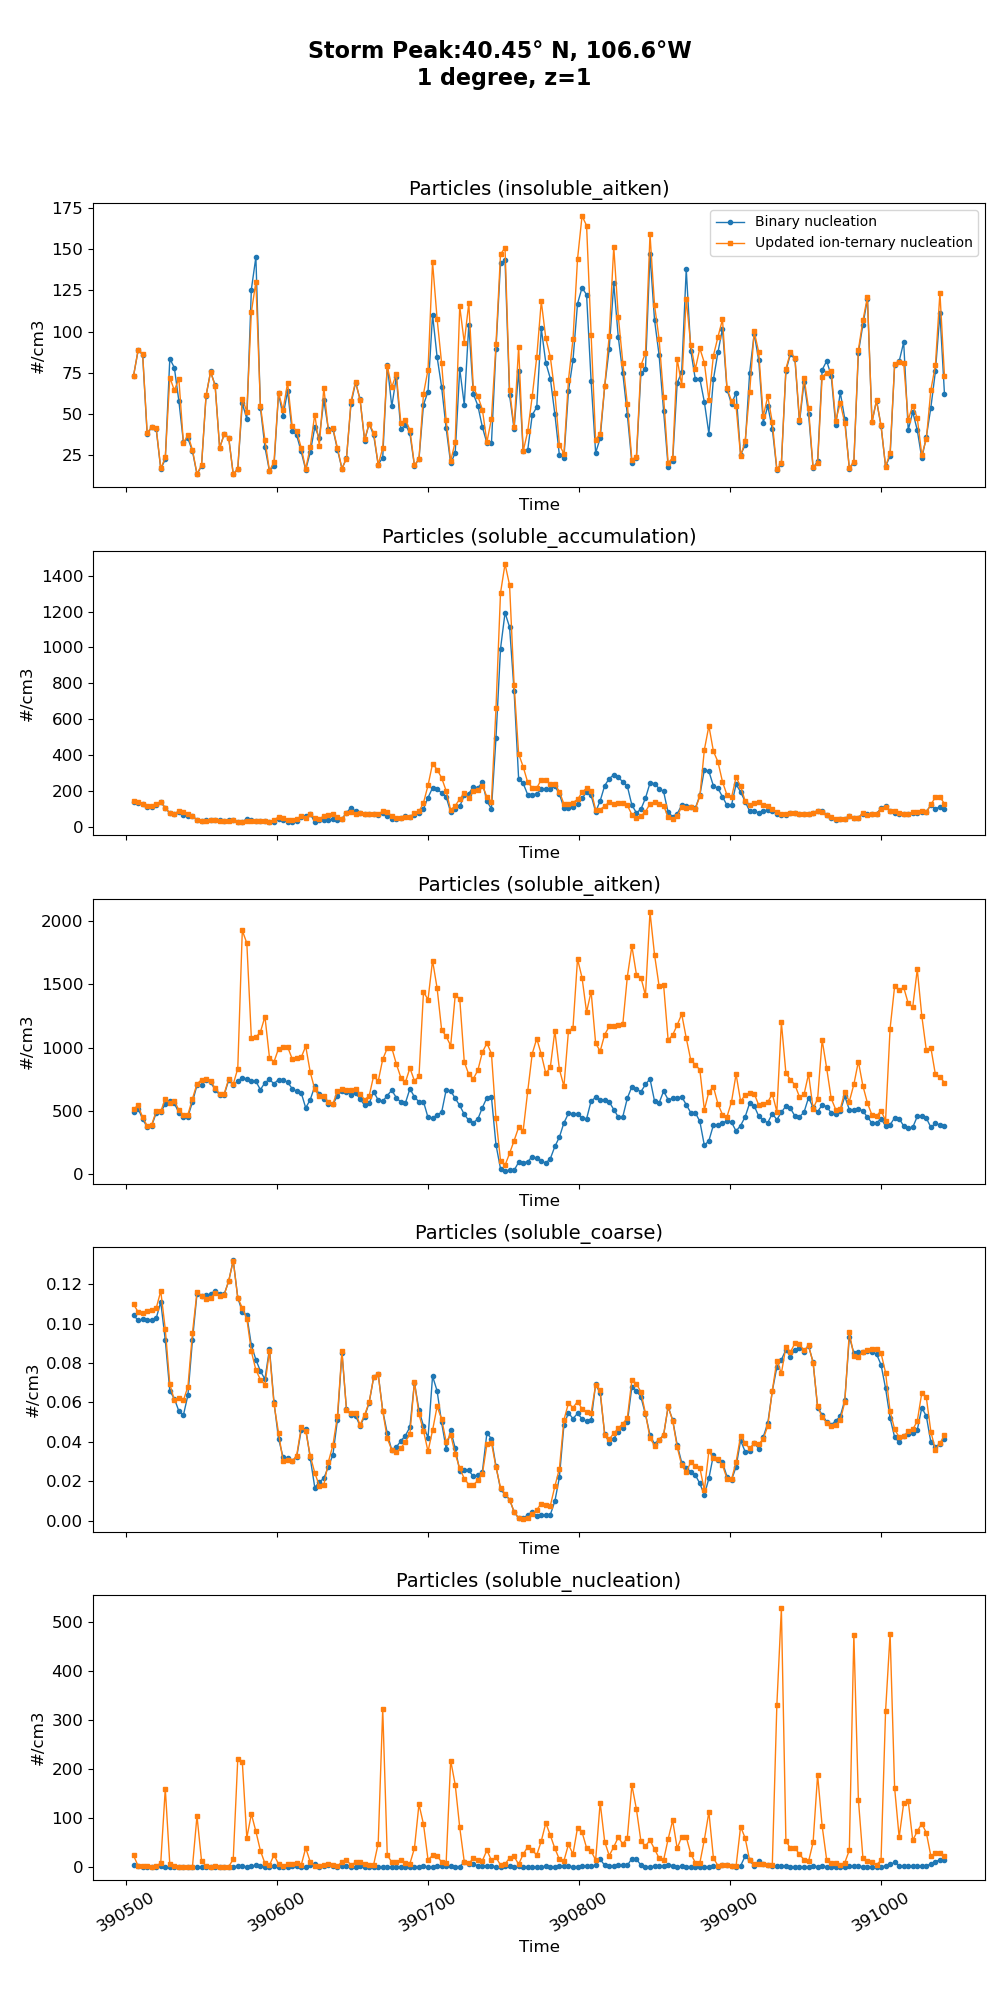 Storm Peak:40.45° N, 106.6°W
1 degree, z=1
Particles (insoluble_aitken)
175
150
125
100
75
50
25
#/cm3
Binary nucleation
Updated ion-ternary nucleation
Time
Particles (soluble_accumulation)
1400
1200
1000
800
600
400
200
0
#/cm3
Time
Particles (soluble_aitken)
2000
1500
1000
500
0
#/cm3
Time
Particles (soluble_coarse)
0.12
0.10
0.08
0.06
0.04
0.02
0.00
#/cm3
Time
Particles (soluble_nucleation)
500
400
300
200
100
0
#/cm3
390500
390600
390700
390800
390900
391000
Time